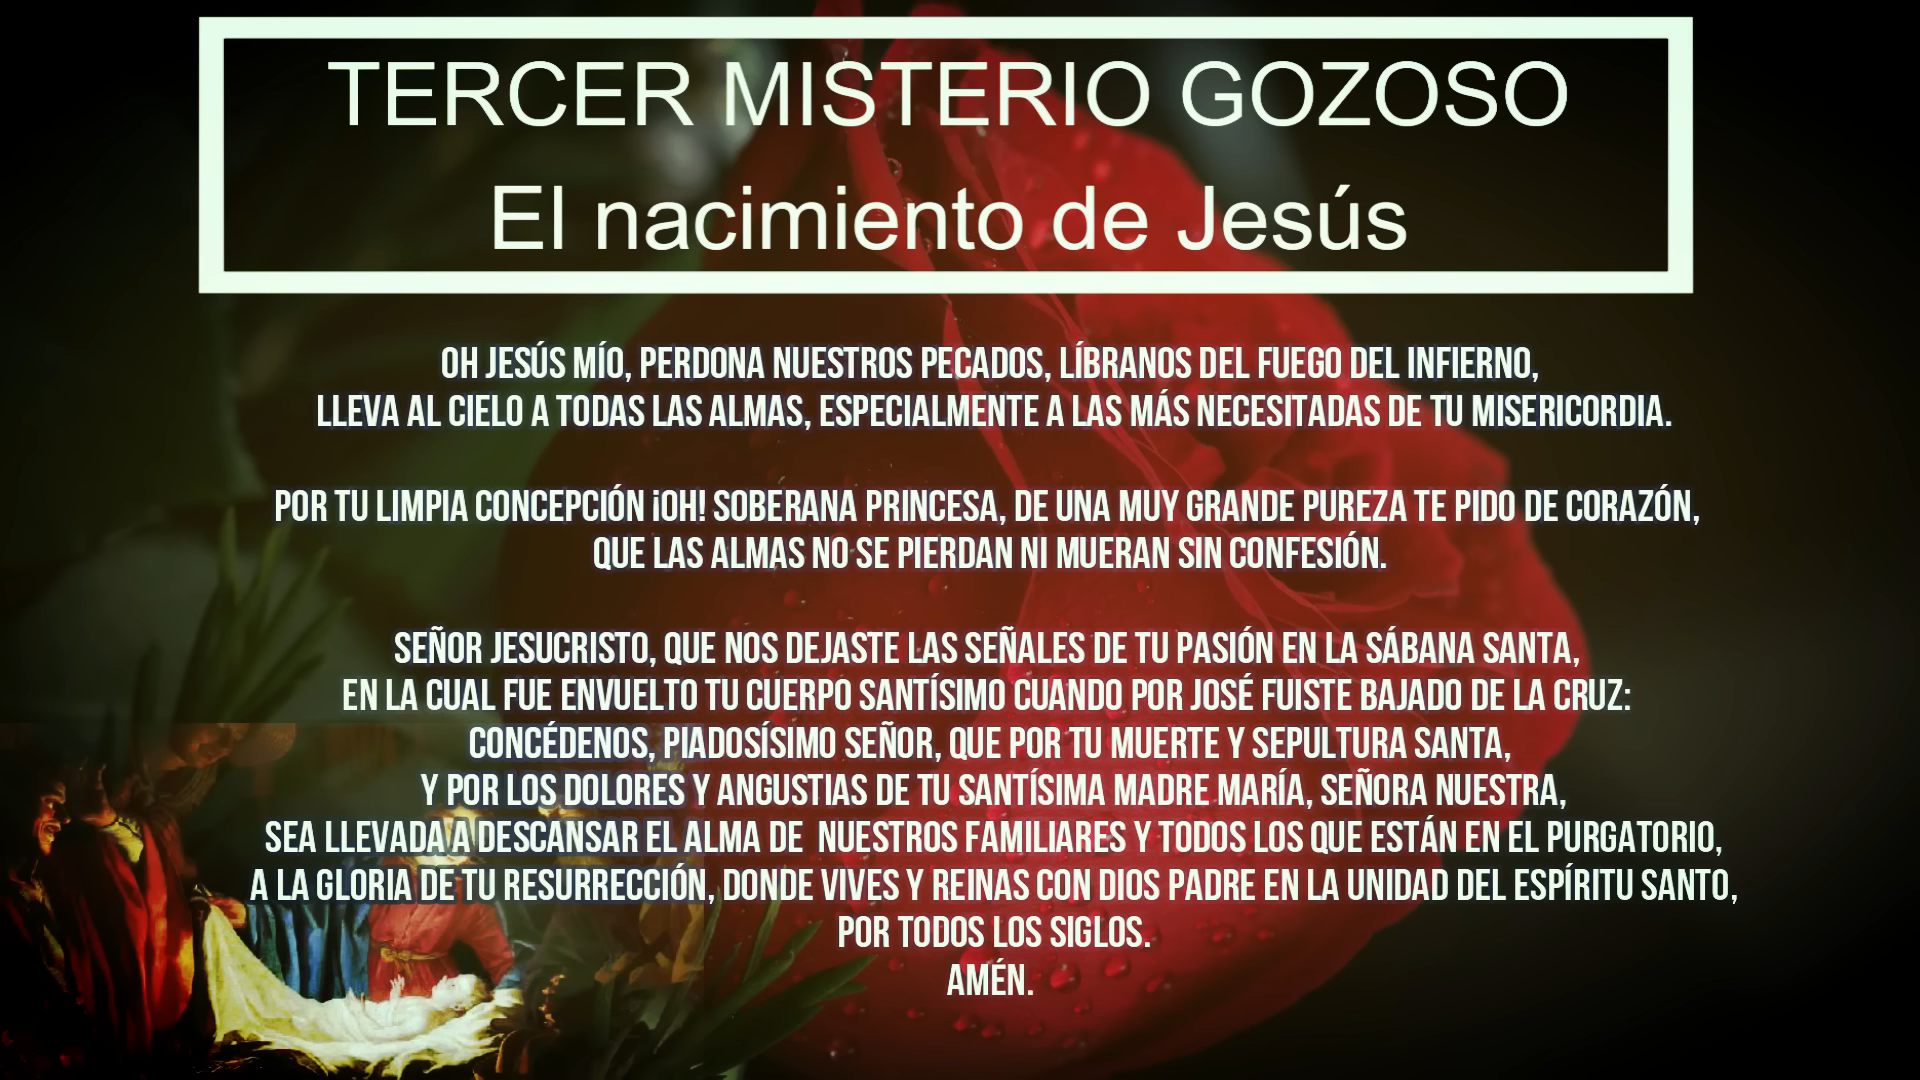 TERCER MISTERIO GOZOSO
El nacimiento de Jesús
OH JESÚS MÍO, PERDONA NUESTROS PECADOS, LÍBRANOS DEL FUEGO DEL INFIERNO,
LLEVA AL CIELO A TODAS LAS ALMAS, ESPECIALMENTE A LAS MÁS NECESITADAS DE TU MISERICORDIA.
POR TU LIMPIA CONCEPCIÓN ¡OH! SOBERANA PRINCESA, DE UNA MUY GRANDE PUREZA TE PIDO DE CORAZÓN,
QUE LAS ALMAS NO SE PIERDAN NI MUERAN SIN CONFESIÓN.
SEÑOR JESUCRISTO, QUE NOS DEJASTE LAS SEÑALES DE TU PASIÓN EN LA SÁBANA SANTA,
EN LA CUAL FUE ENVUELTO TU CUERPO SANTÍSIMO CUANDO POR JOSÉ FUISTE BAJADO DE LA CRUZ:
CONCÉDENOS, PIADOSÍSIMO SEÑOR, QUE POR TU MUERTE Y SEPULTURA SANTA,
Y POR LOS DOLORES Y ANGUSTIAS DE TU SANTÍSIMA MADRE MARÍA, SEÑORA NUESTRA,
SEA LLEVADA A DESCANSAR EL ALMA DE  NUESTROS FAMILIARES Y TODOS LOS QUE ESTÁN EN EL PURGATORIO,
A LA GLORIA DE TU RESURRECCIÓN, DONDE VIVES Y REINAS CON DIOS PADRE EN LA UNIDAD DEL ESPÍRITU SANTO,
POR TODOS LOS SIGLOS.
AMÉN.